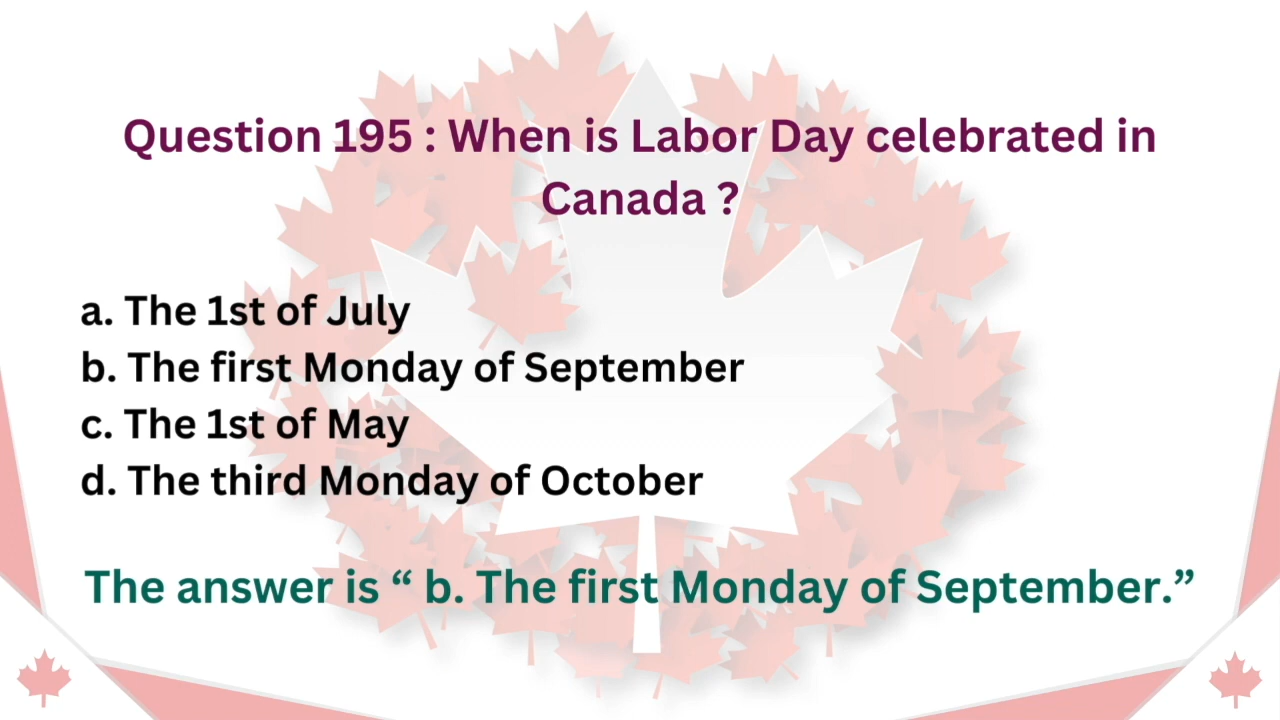 Question 195 : When is Labor Day celebrated in
Canada ?
a. The 1st of July
b. The first Monday of September
c. The 1st of May
d. The third Monday of October
The answer is “ b. The first Monday of September.”